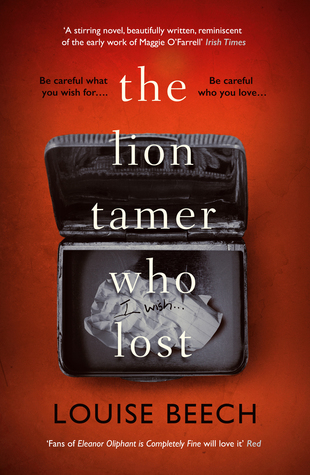 ‘A stirring novel, beautifully written, reminiscent
of the early work of Maggie O’Farrell’ Irish Times
Be careful what
you wish for....
Be careful
who you love...
the
lion
tamer
who
I wish...
lost
LOUISE BEECH
‘Fans of Eleanor Oliphant is Completely Fine will love it’ Red